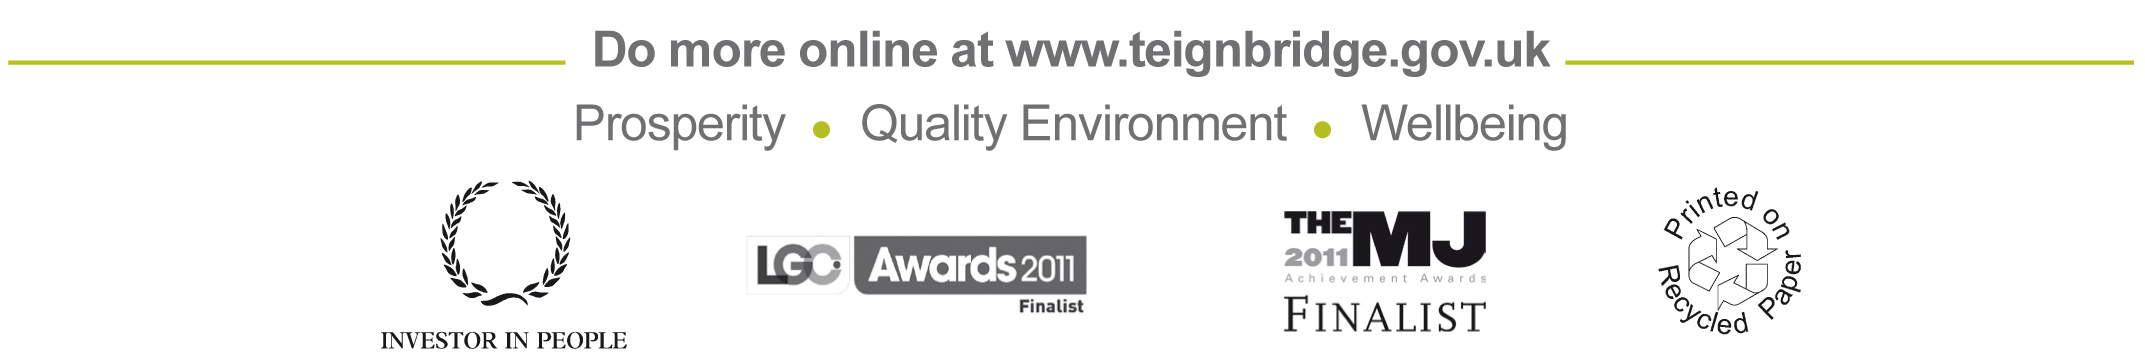 Do more online at www.teignbridge.gov.uk
Prosperity • Quality Environment • Wellbeing
INVESTOR IN PEOPLE
LGC Awards 2011
Finalist
THE MJ
2011
Achievement Awards
FINALIST
Printed on
Recycled Paper